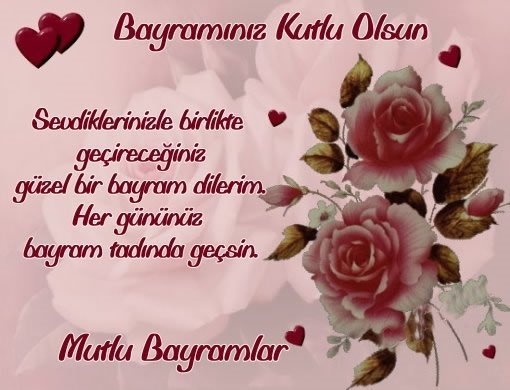 Bayramınız Kutlu Olsun
Sevdiklerinizle birlikte
geçireceğiniz
güzel bir bayram dilerim.
Her gününüz
bayram tadında geçsin.
Mutlu Bayramlar